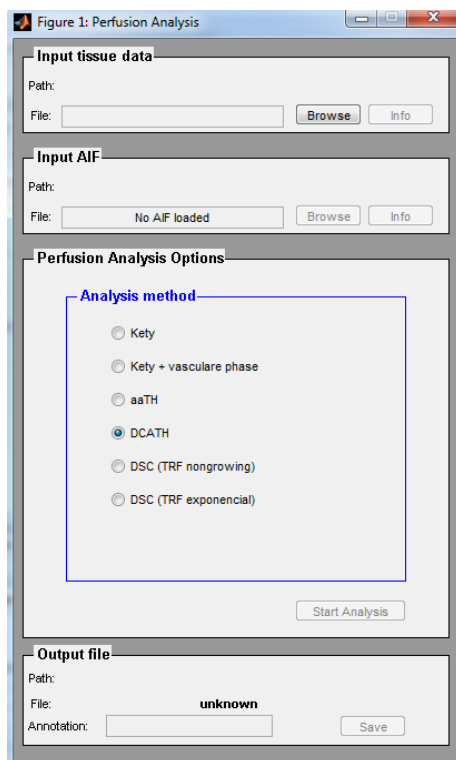 Figure 1: Perfusion Analysis
Input tissue data
Path:
File: Browse Info
Input AIF
Path:
File: No AIF loaded Browse Info
Perfusion Analysis Options
Analysis method
Kety
Kety + vasculare phase
aaTH
DCATH
DSC (TRF nongrowing)
DSC (TRF exponencial)
Start Analysis
Output file
Path:
File: unknown
Annotation: Save